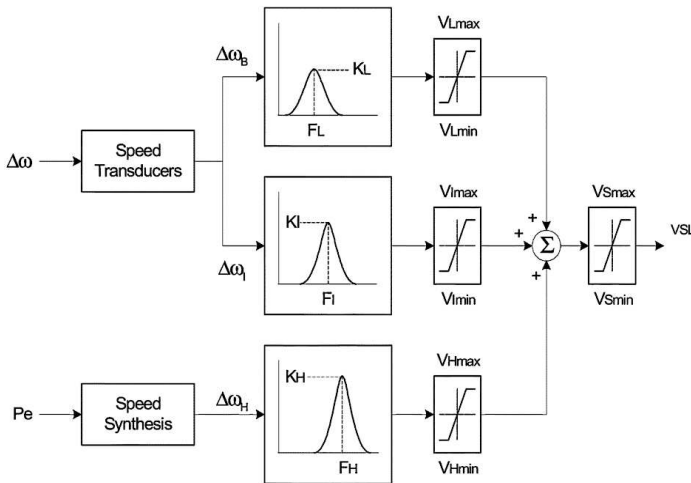 VLmax
ΔωB
KL
FL
VLmin
Speed
Transducers
Δω
VImax
VSmax
KI
Σ
VSL
FI
ΔωI
VImin
VSmin
VHmax
KH
Speed
Synthesis
Pe
ΔωH
FH
VHmin
+
+
+